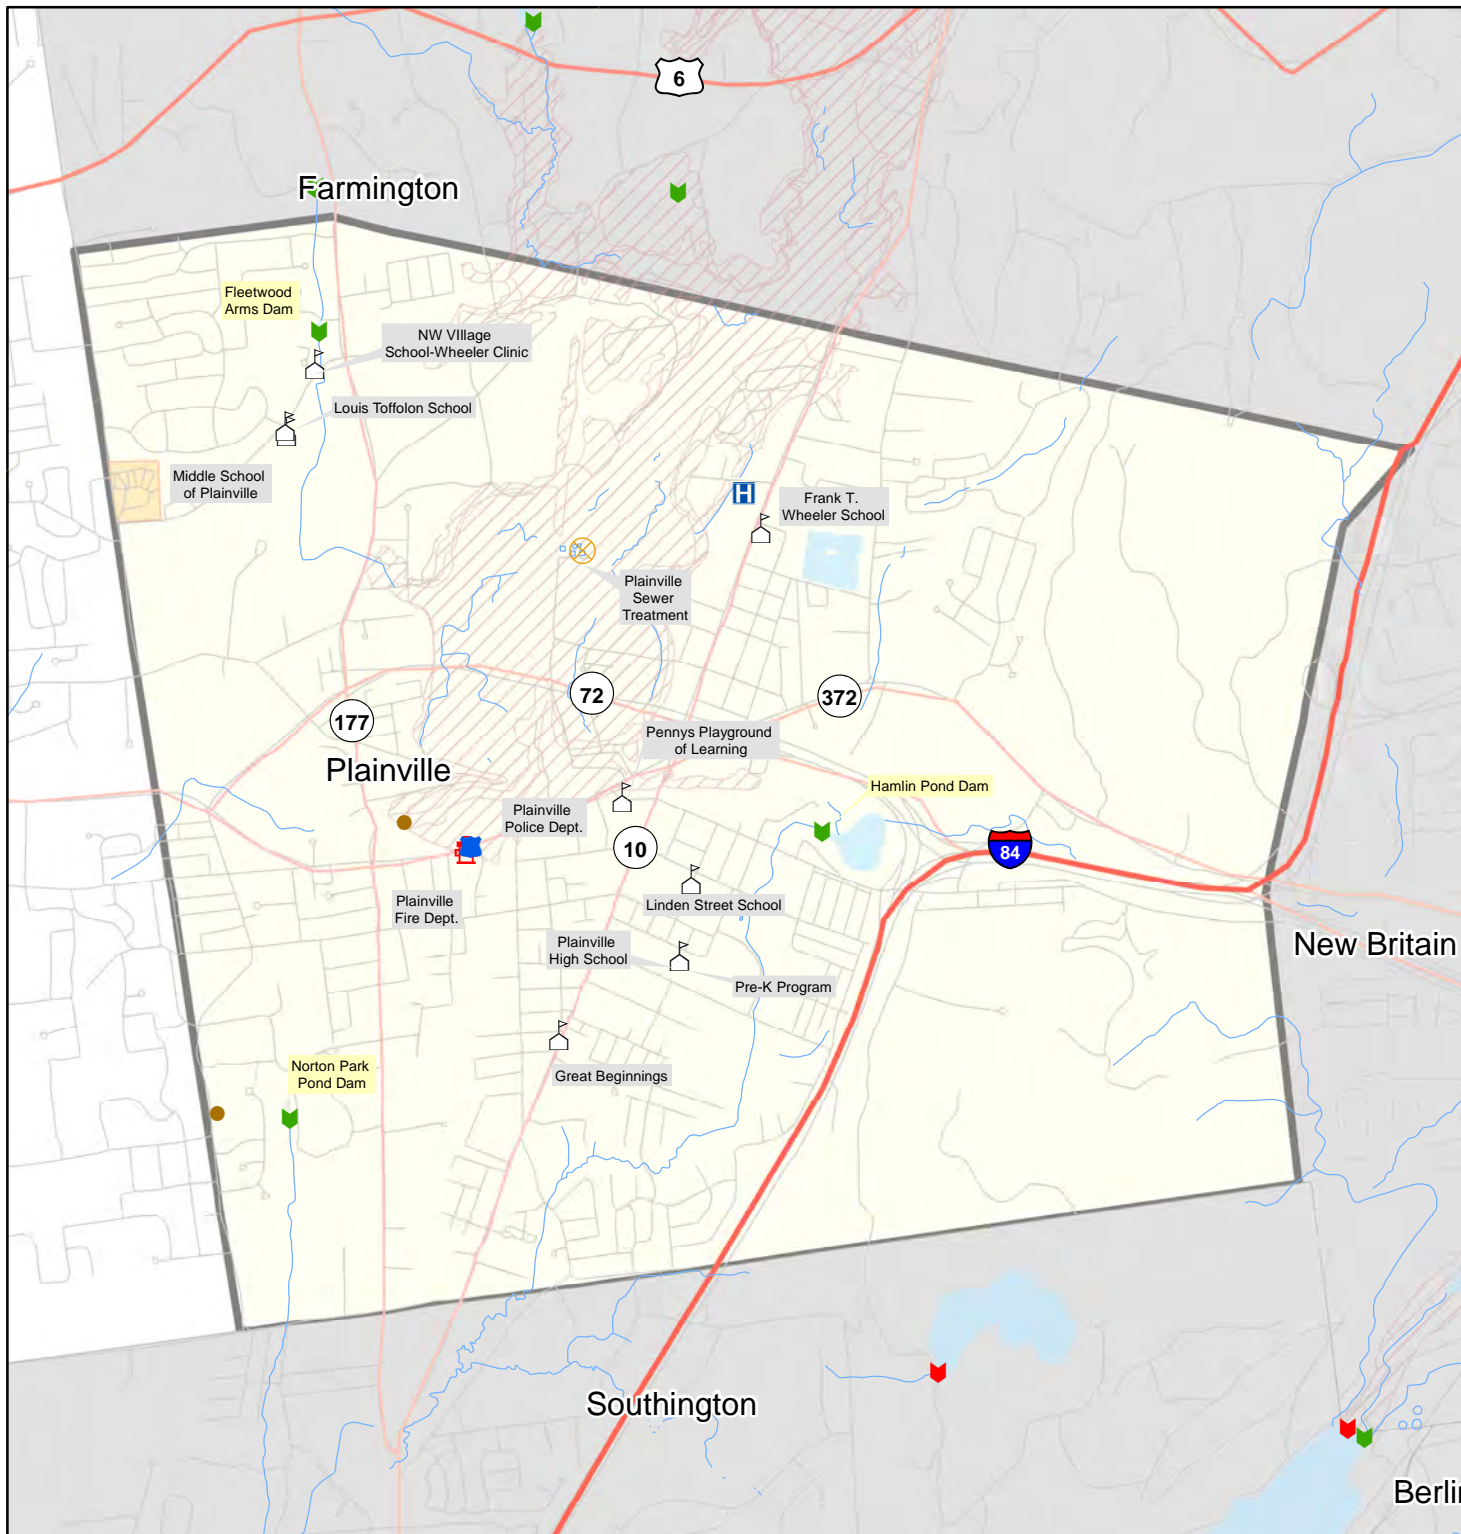 6
Farmington
Fleetwood
Arms Dam
NW VIllage
School-Wheeler Clinic
Louis Toffolon School
Middle School
of Plainville
H
Frank T.
Wheeler School
Plainville
Sewer
Treatment
72
372
177
Pennys Playground
of Learning
Plainville
Hamlin Pond Dam
Plainville
Police Dept.
10
84
Plainville
Fire Dept.
Linden Street School
New Britain
Plainville
High School
Pre-K Program
Norton Park
Pond Dam
Great Beginnings
Southington
Berlin